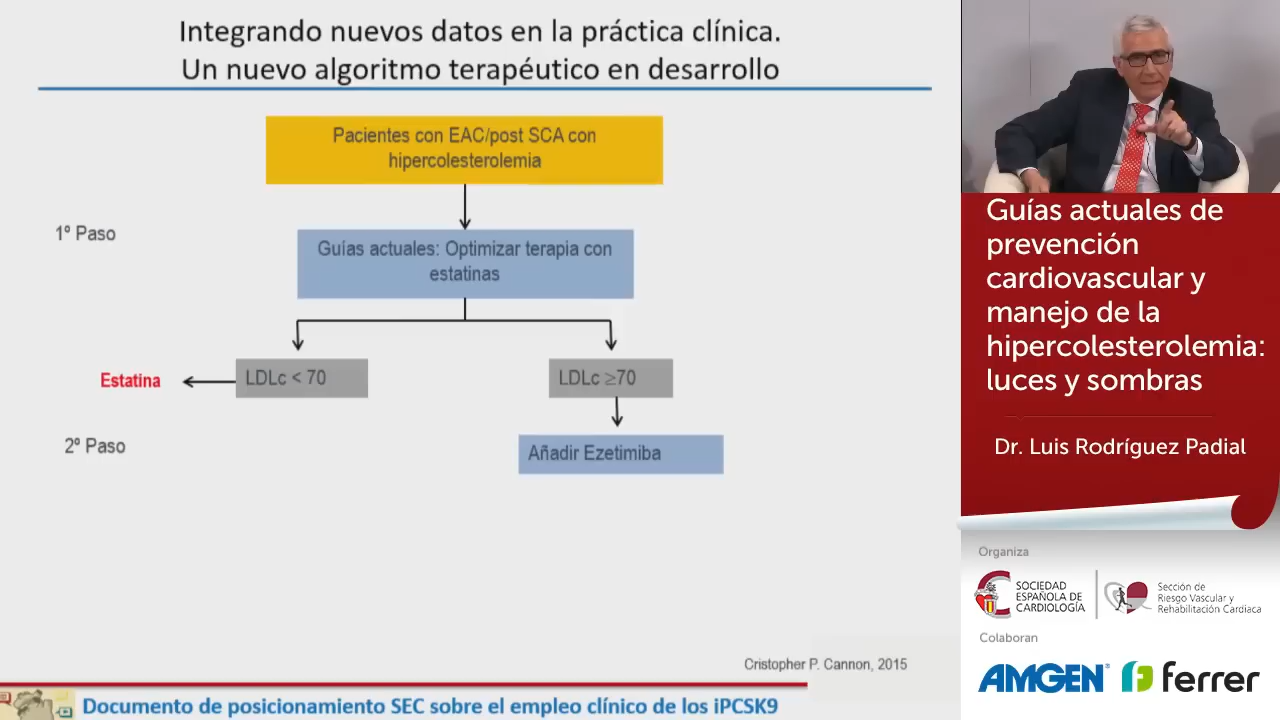 Integrando nuevos datos en la práctica clínica.
Un nuevo algoritmo terapéutico en desarrollo
Pacientes con EAC/post SCA con
hipercolesterolemia
1º Paso
Guías actuales: Optimizar terapia con
estatinas
Estatina
LDLc < 70
LDLc ≥70
2º Paso
Añadir Ezetimiba
Cristopher P. Cannon, 2015
Documento de posicionamiento SEC sobre el empleo clínico de los iPCSK9
Guías actuales de
prevención
cardiovascular y
manejo de la
hipercolesterolemia:
luces y sombras
Dr. Luis Rodríguez Padial
Organiza
SOCIEDAD
ESPAÑOLA DE
CARDIOLOGÍA
Sección de
Riesgo Vascular y
Rehabilitación Cardiaca
Colaboran
AMGEN®
ferrer